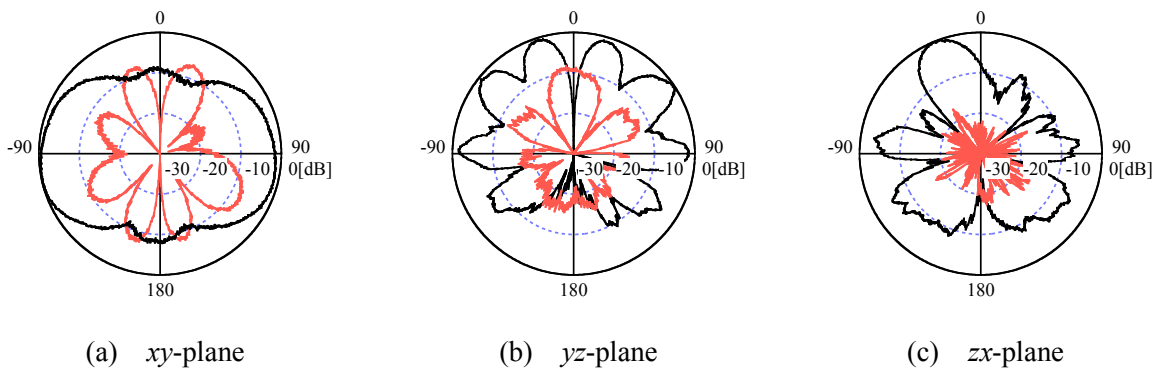 0 0 0
-90 90 -90 90 -90 90
-30 -20 -10 0[dB] -30 -20 -10 0[dB] -30 -20 -10 0[dB]
180 180 180
(a) xy-plane (b) yz-plane (c) zx-plane